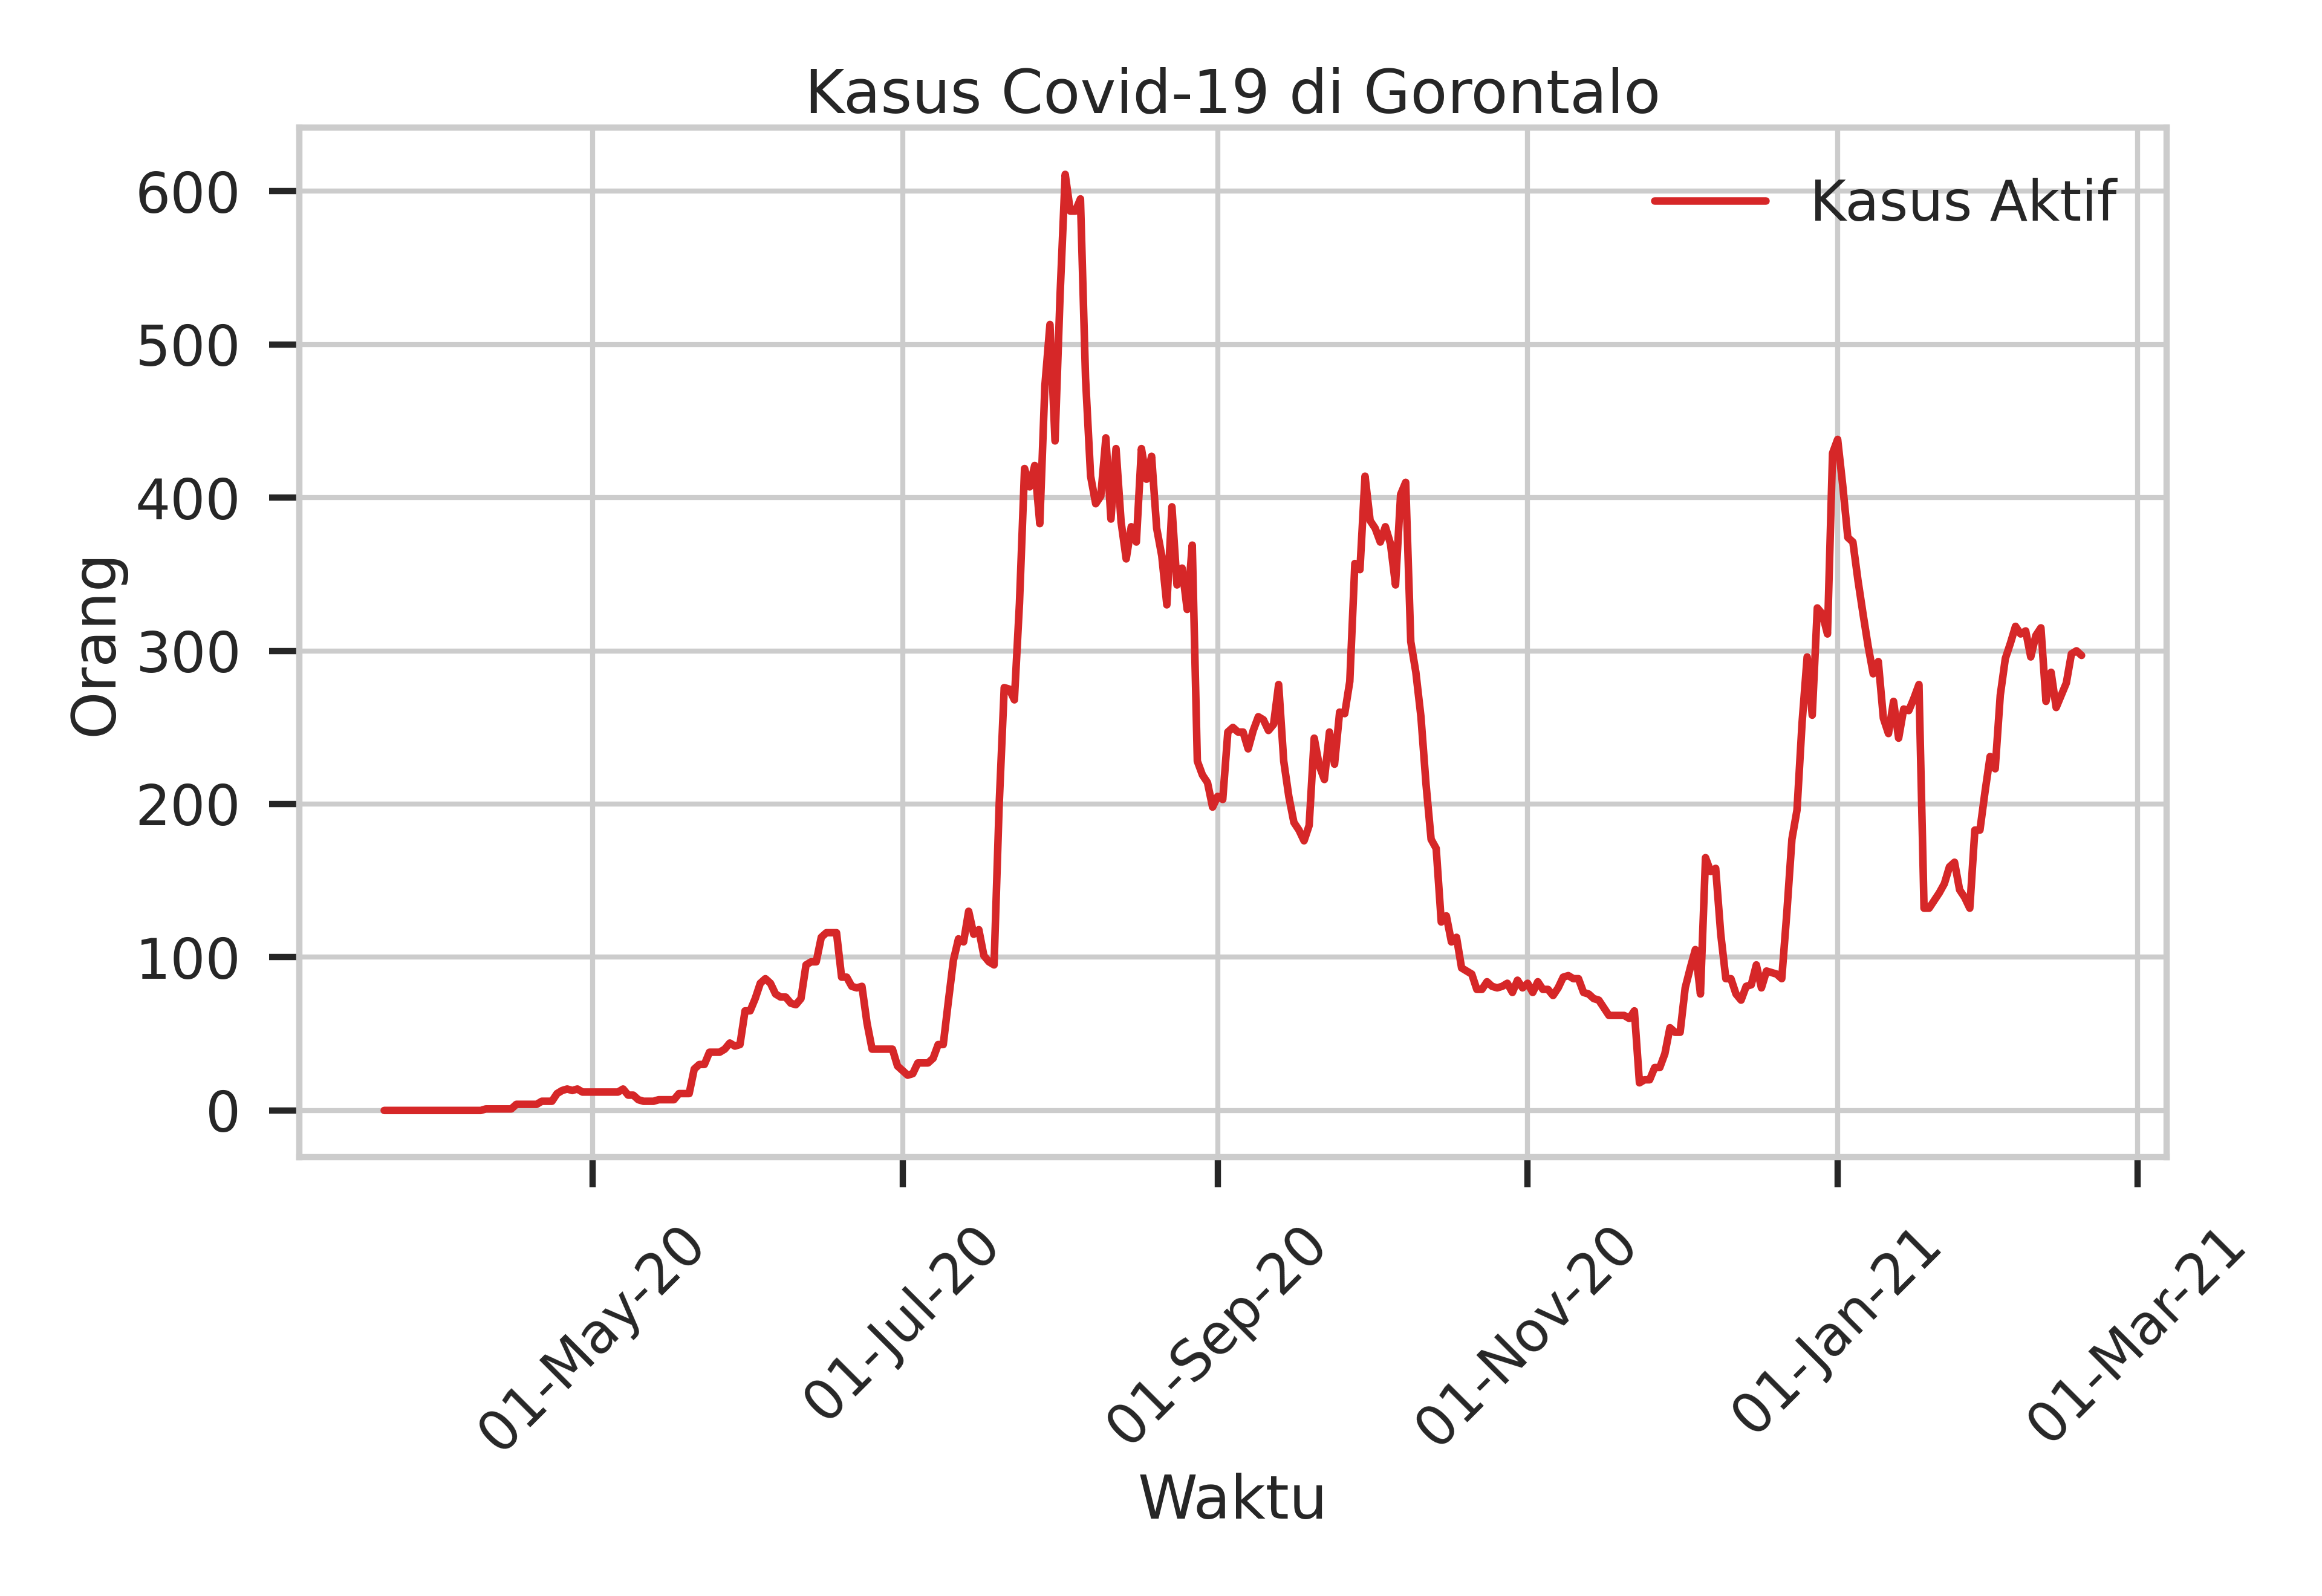 Kasus Covid-19 di Gorontalo
Kasus Aktif
Orang
600
500
400
300
200
100
0
01-May-20
01-Jul-20
01-Sep-20
01-Nov-20
01-Jan-21
01-Mar-21
Waktu